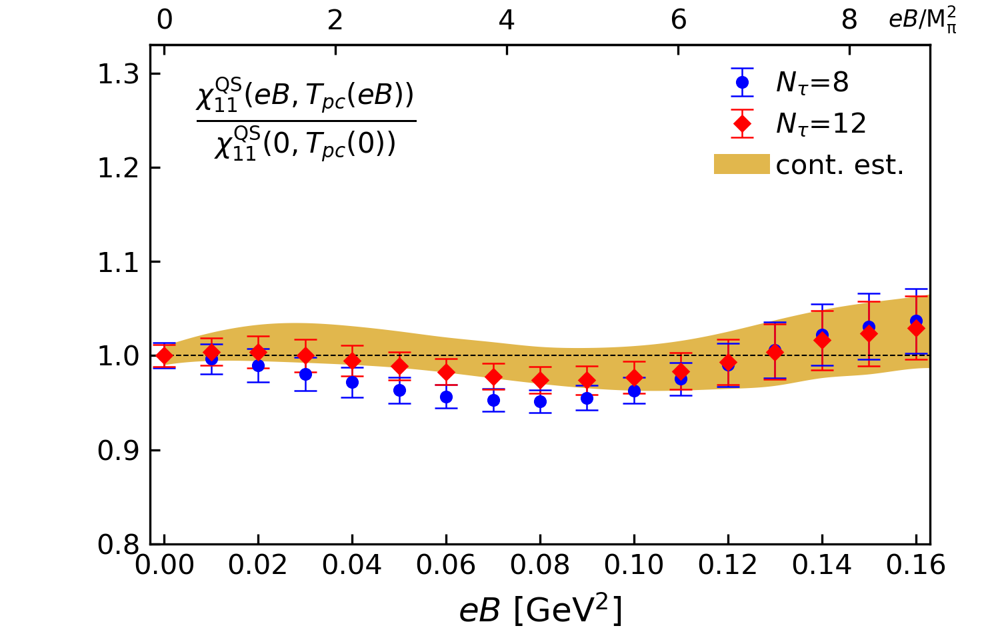 0 2 4 6 8 eB/M_π^2
1.3
χ_11^QS(eB, T_pc(eB))
χ_11^QS(0, T_pc(0))
N_τ=8
N_τ=12
cont. est.
1.2
1.1
1.0
0.9
0.8
0.00 0.02 0.04 0.06 0.08 0.10 0.12 0.14 0.16
eB [GeV^2]